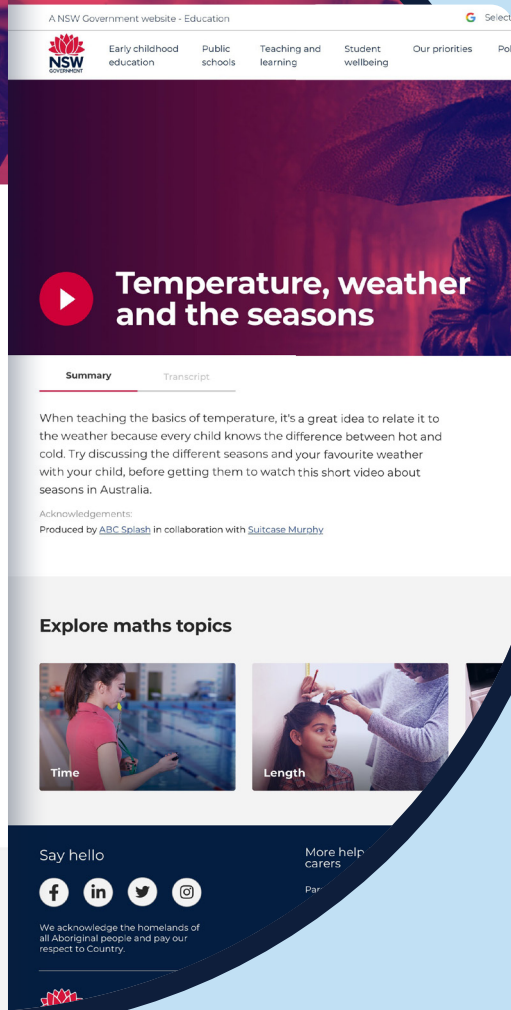 A NSW Government website - Education
G Select
NSW
GOVERNMENT
Early childhood
education
Public
schools
Teaching and
learning
Student
wellbeing
Our priorities
Temperature, weather
and the seasons
Summary
Transcript
When teaching the basics of temperature, it's a great idea to relate it to
the weather because every child knows the difference between hot and
cold. Try discussing the different seasons and your favourite weather
with your child, before getting them to watch this short video about
seasons in Australia.
Acknowledgements:
Produced by ABC Splash in collaboration with Suitcase Murphy
Explore maths topics
Time
Length
Say hello
More help
carers
f
in
We acknowledge the homelands of
all Aboriginal people and pay our
respect to Country.